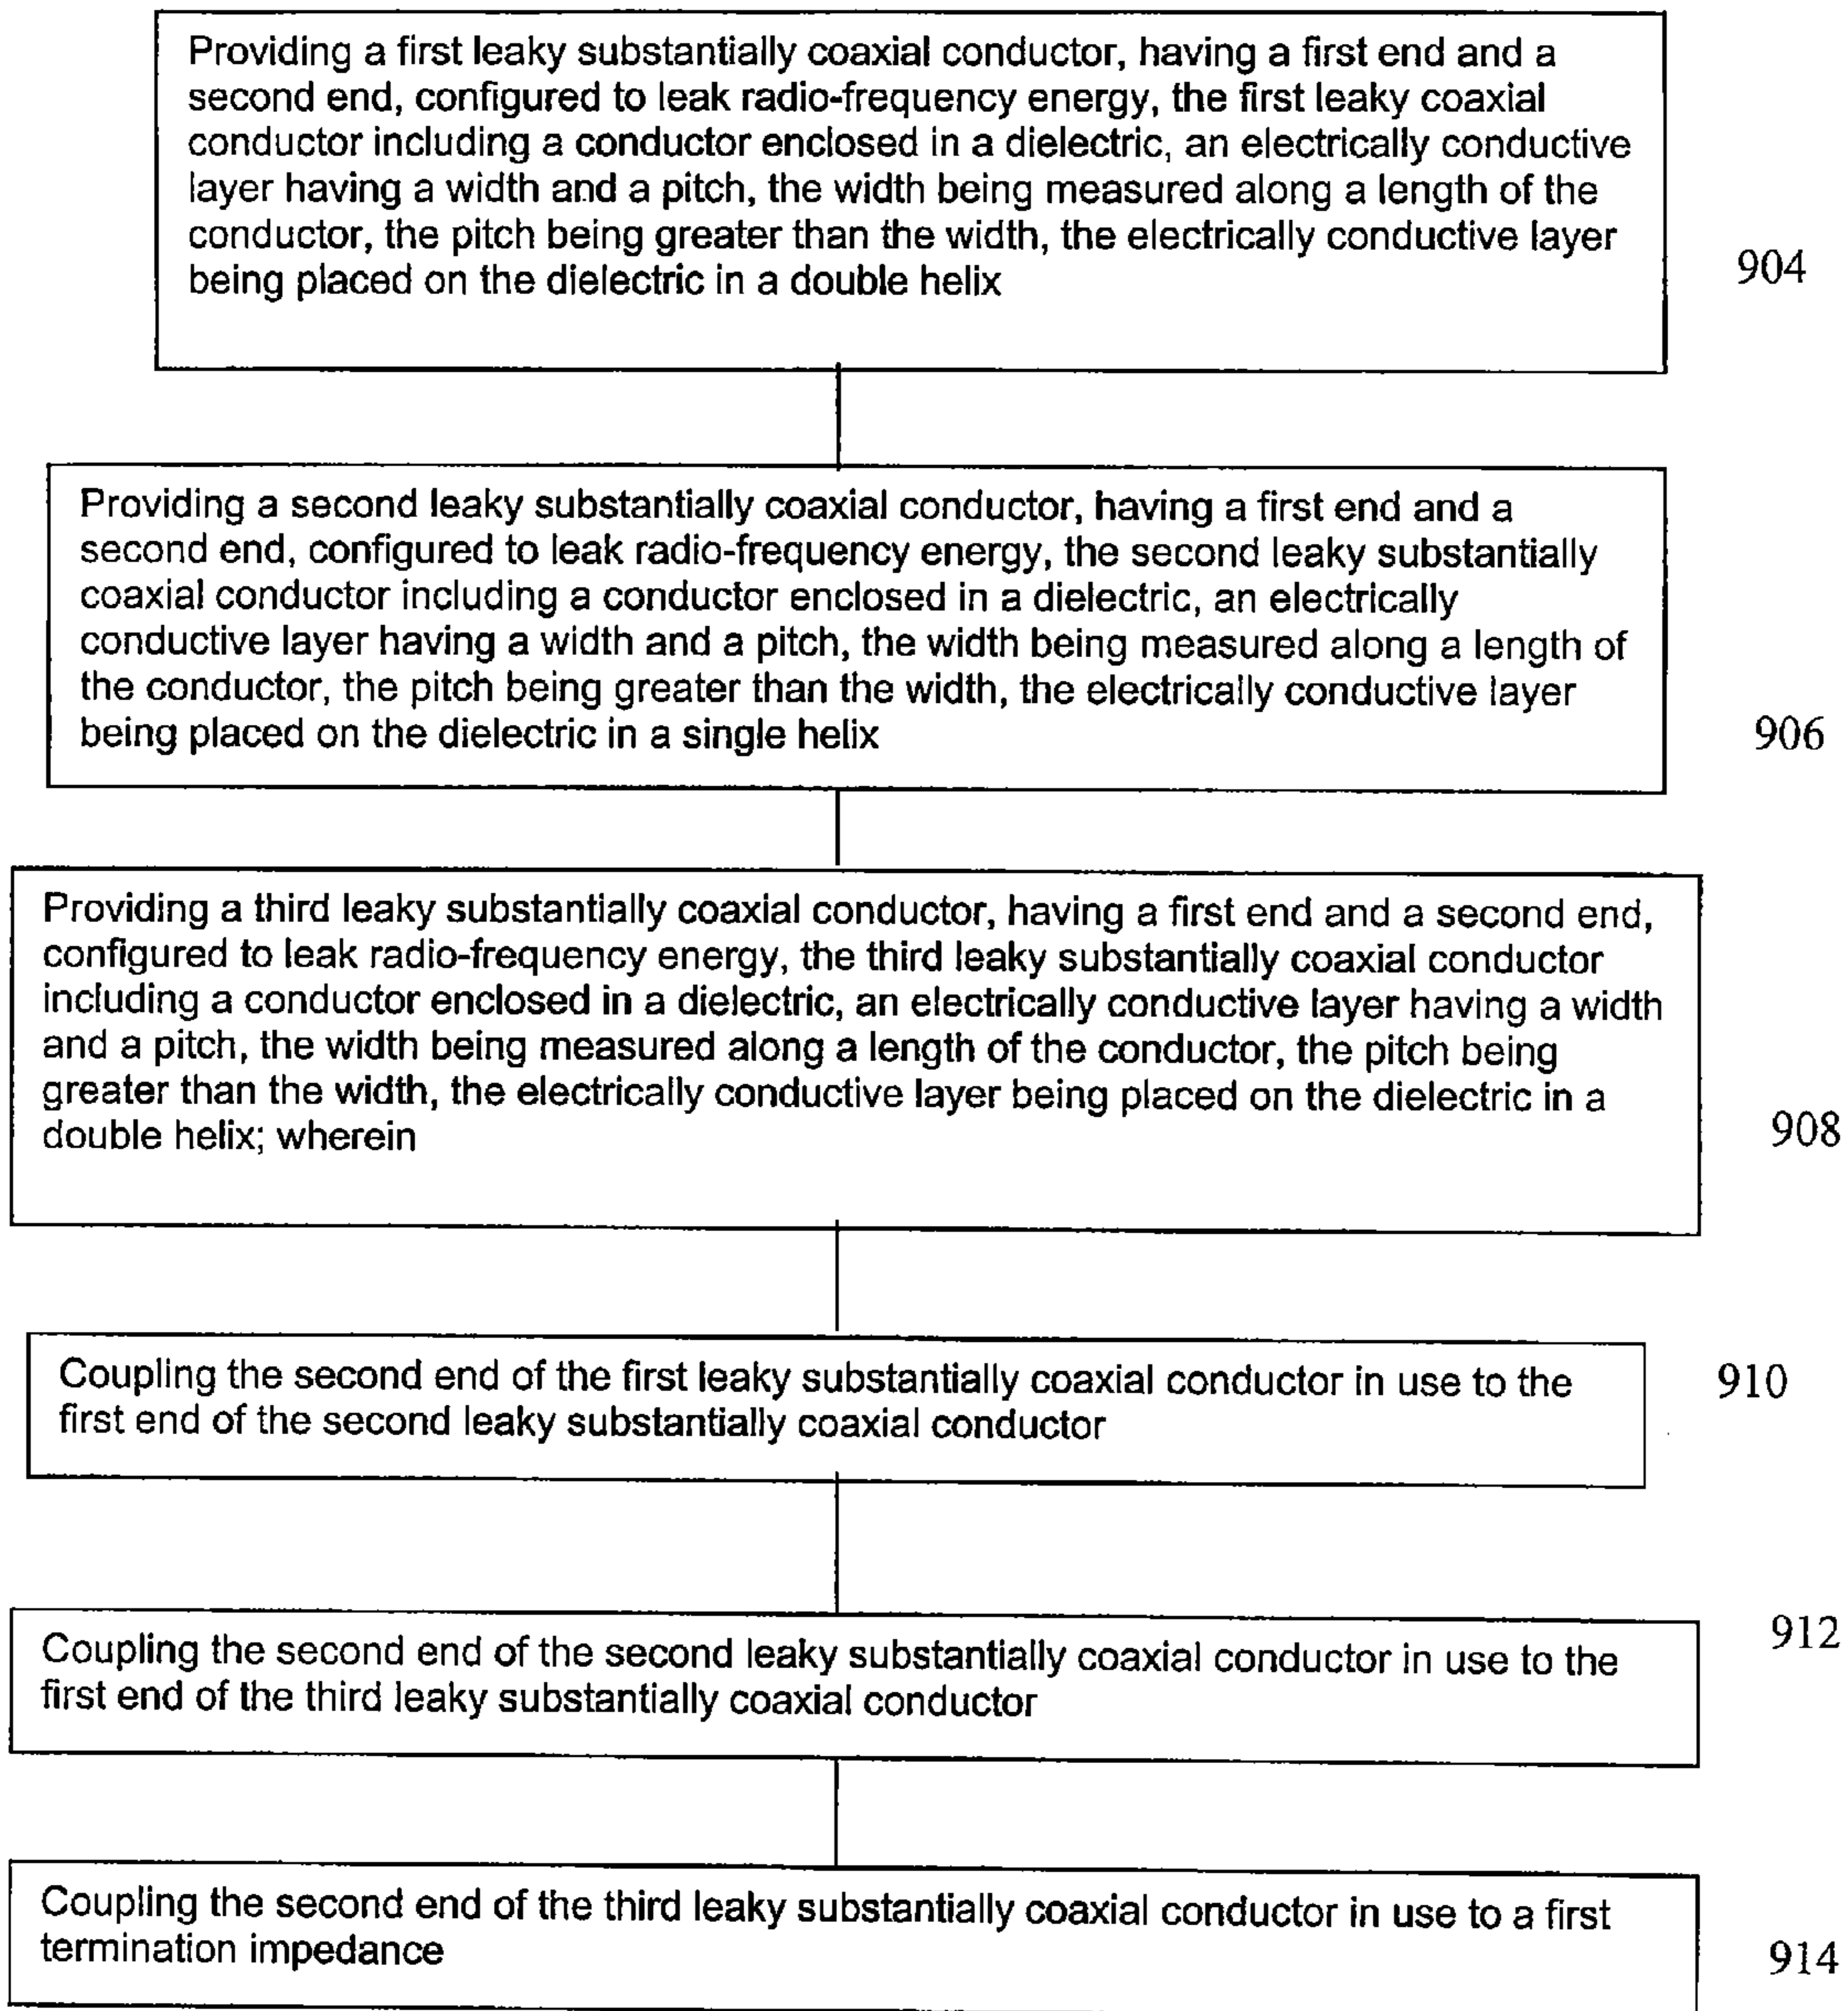 Providing a first leaky substantially coaxial conductor, having a first end and a
second end, configured to leak radio-frequency energy, the first leaky coaxial
conductor including a conductor enclosed in a dielectric, an electrically conductive
layer having a width and a pitch, the width being measured along a length of the
conductor, the pitch being greater than the width, the electrically conductive layer
being placed on the dielectric in a double helix
904
Providing a second leaky substantially coaxial conductor, having a first end and a
second end, configured to leak radio-frequency energy, the second leaky substantially
coaxial conductor including a conductor enclosed in a dielectric, an electrically
conductive layer having a width and a pitch, the width being measured along a length of
the conductor, the pitch being greater than the width, the electrically conductive layer
being placed on the dielectric in a single helix
906
Providing a third leaky substantially coaxial conductor, having a first end and a second end,
configured to leak radio-frequency energy, the third leaky substantially coaxial conductor
including a conductor enclosed in a dielectric, an electrically conductive layer having a width
and a pitch, the width being measured along a length of the conductor, the pitch being
greater than the width, the electrically conductive layer being placed on the dielectric in a
double helix; wherein
908
Coupling the second end of the first leaky substantially coaxial conductor in use to the
first end of the second leaky substantially coaxial conductor
910
Coupling the second end of the second leaky substantially coaxial conductor in use to the
first end of the third leaky substantially coaxial conductor
912
Coupling the second end of the third leaky substantially coaxial conductor in use to a first
termination impedance
914